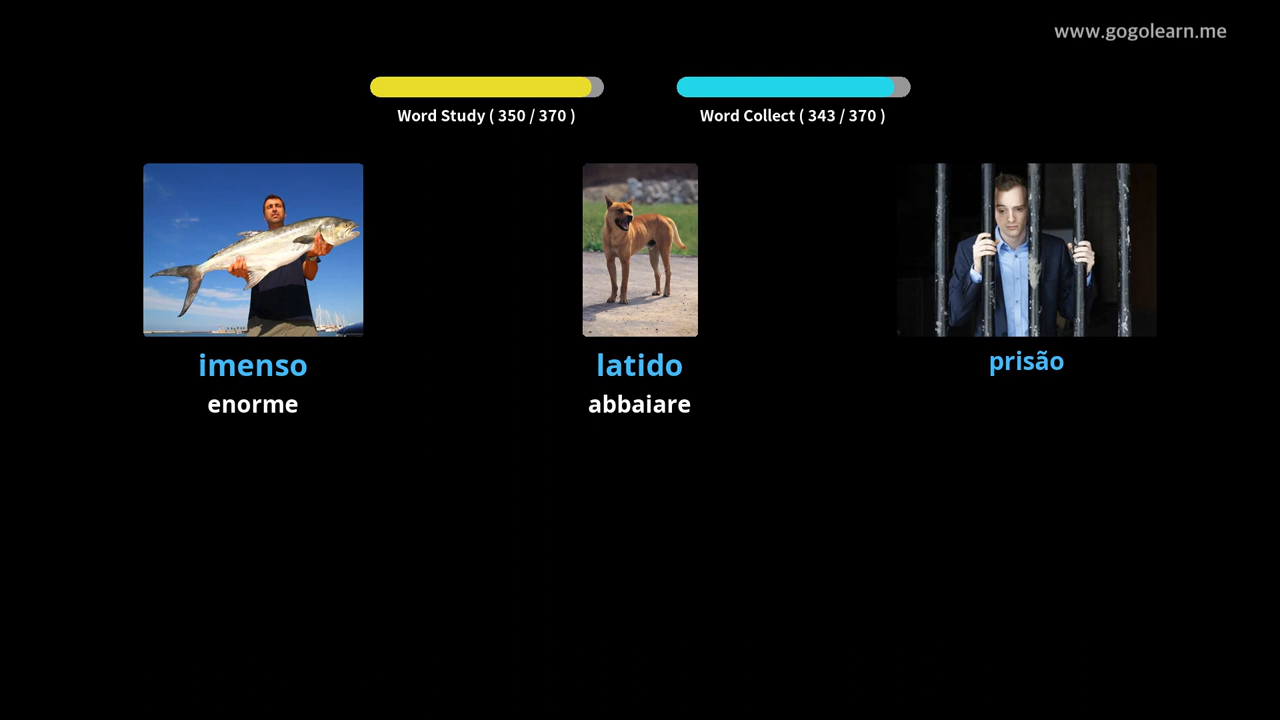 www.gogolearn.me
Word Study ( 350 / 370 )
Word Collect ( 343 / 370 )
imenso
enorme
latido
abbaiare
prisão